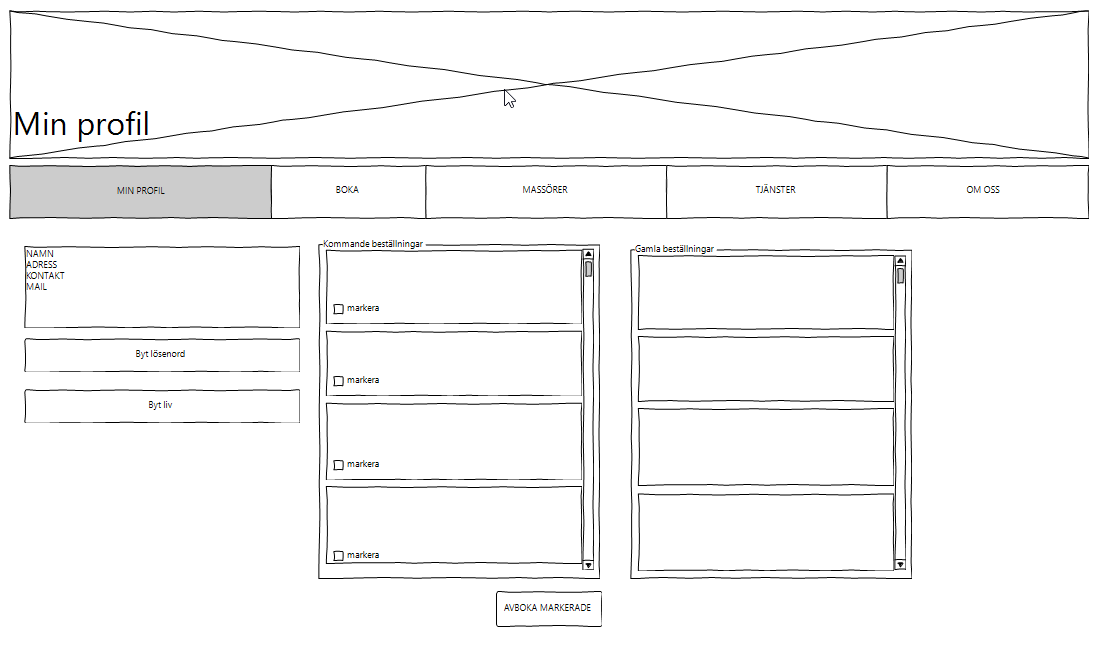 Min profil
MIN PROFIL
BOKA
MASSÖRER
TJÄNSTER
OM OSS
NAMN
ADRESS
KONTAKT
MAIL
Byt lösenord
Byt liv
Kommande beställningar
markera
markera
markera
markera
Gamla beställningar
AVBOKA MARKERADE